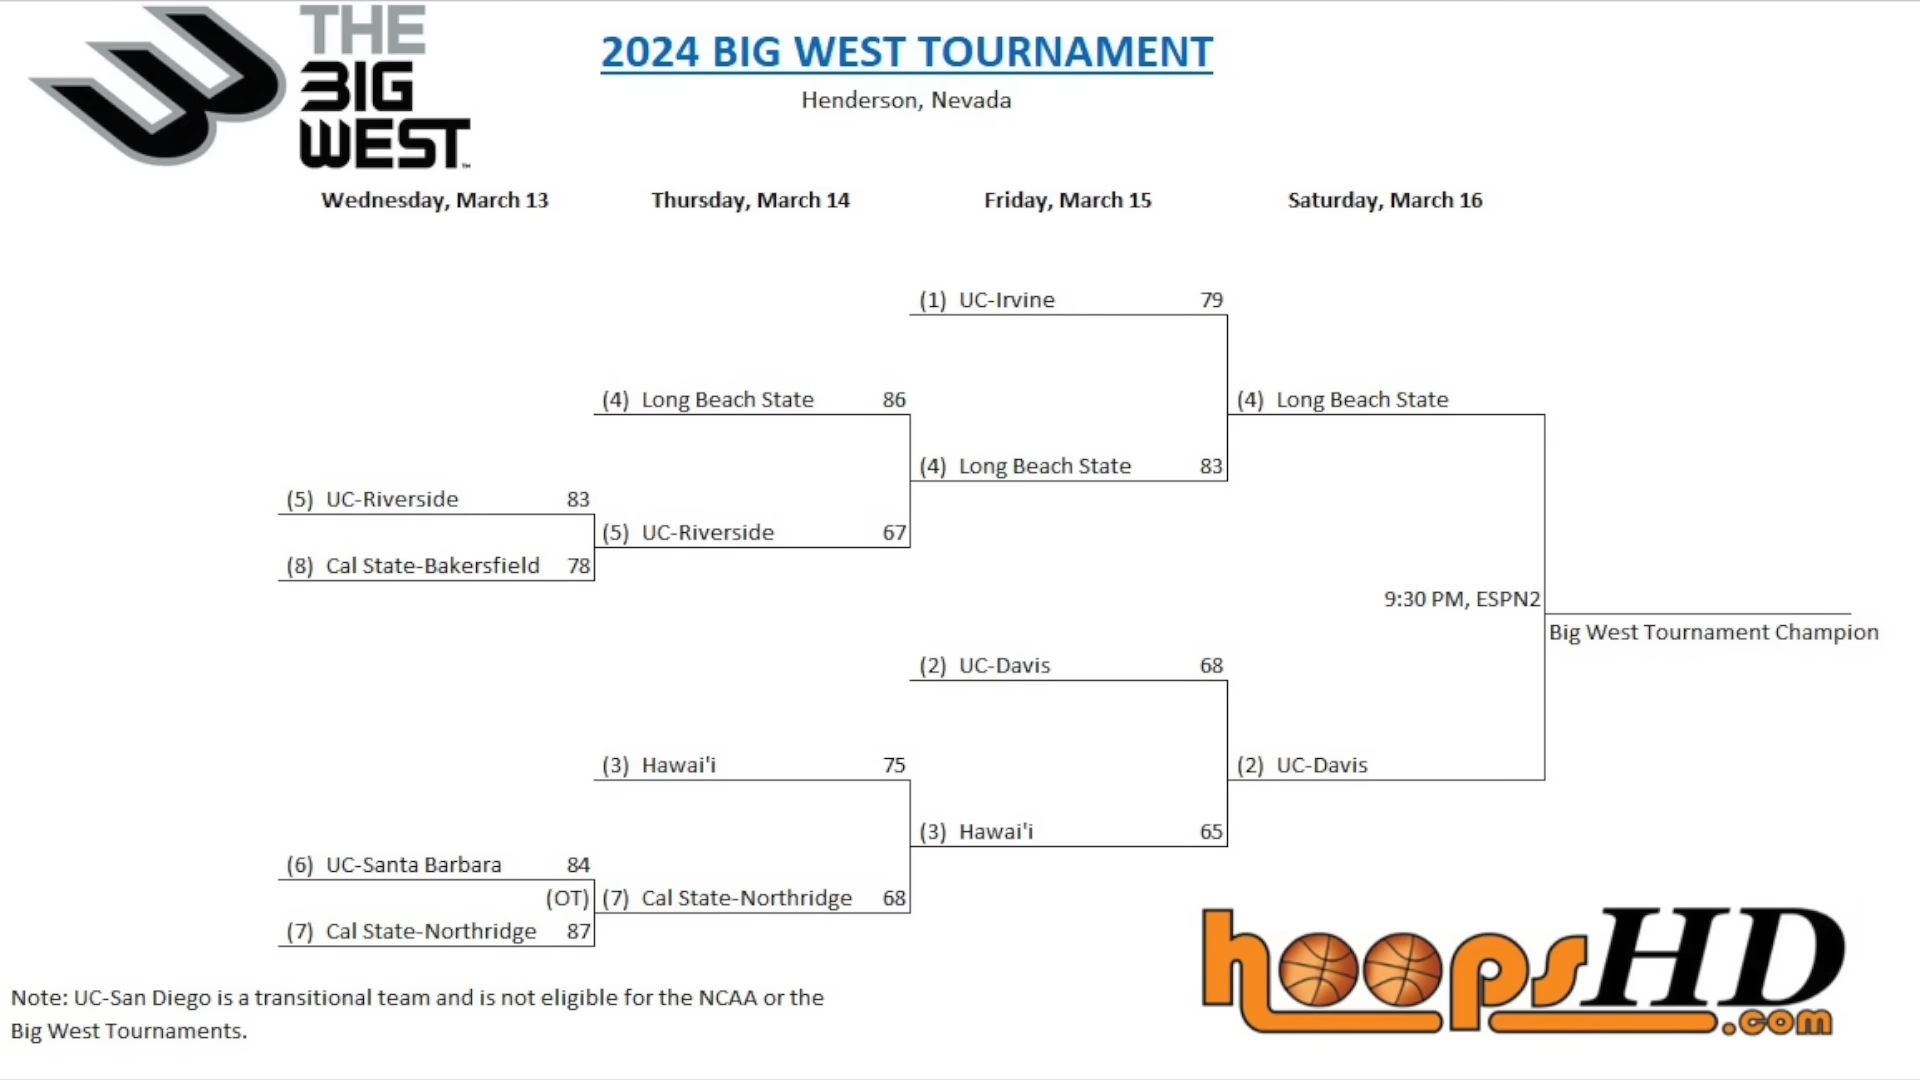 THE
BIG
WEST™
2024 BIG WEST TOURNAMENT
Henderson, Nevada
Wednesday, March 13 Thursday, March 14 Friday, March 15 Saturday, March 16
(1) UC-Irvine 79
(4) Long Beach State 86 (4) Long Beach State
(4) Long Beach State 83
(5) UC-Riverside 83
(5) UC-Riverside 67
(8) Cal State-Bakersfield 78
9:30 PM, ESPN2
Big West Tournament Champion
(2) UC-Davis 68
(3) Hawai'i 75 (2) UC-Davis
(3) Hawai'i 65
(6) UC-Santa Barbara 84
(OT) (7) Cal State-Northridge 68
(7) Cal State-Northridge 87
Note: UC-San Diego is a transitional team and is not eligible for the NCAA or the
Big West Tournaments.
hoopsHD
.com